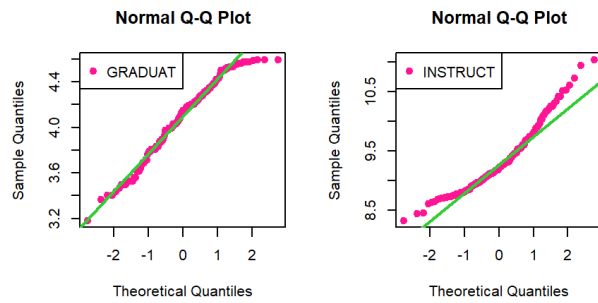 Normal Q-Q Plot
GRADUAT
Sample Quantiles
3.2 3.6 4.0 4.4
-2 -1 0 1 2
Theoretical Quantiles
Normal Q-Q Plot
INSTRUCT
Sample Quantiles
8.5 9.5 10.5
-2 -1 0 1 2
Theoretical Quantiles